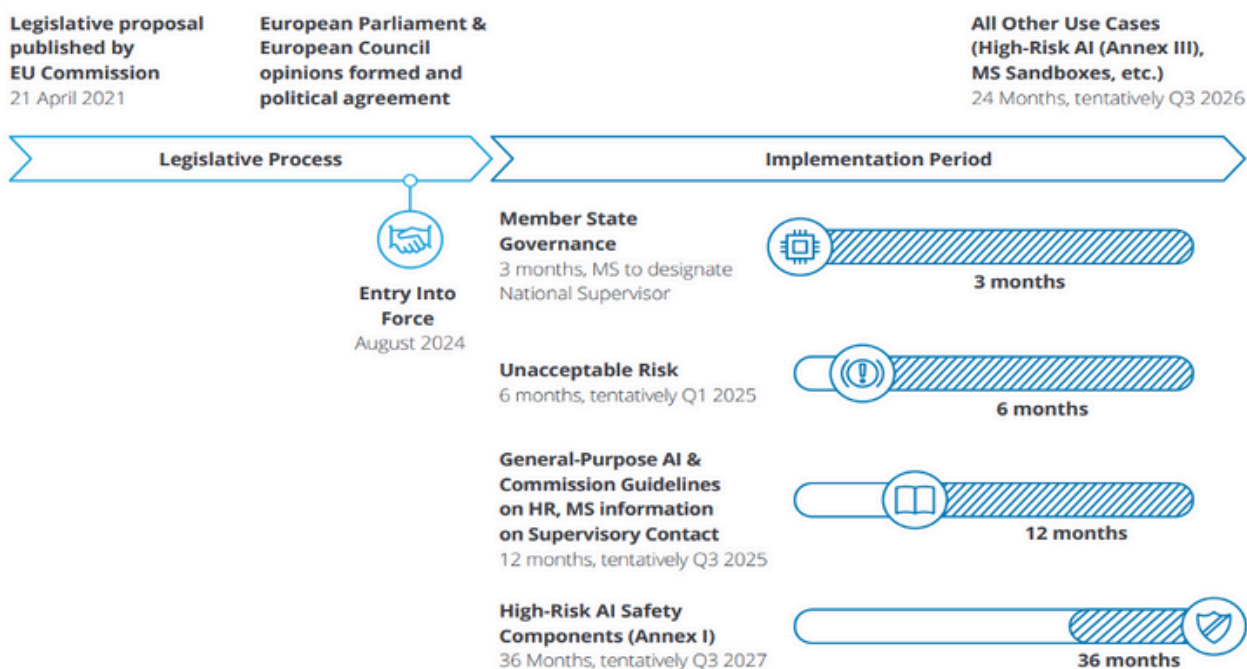 Legislative proposal
published by
EU Commission
21 April 2021
European Parliament &
European Council
opinions formed and
political agreement
All Other Use Cases
(High-Risk AI (Annex III),
MS Sandboxes, etc.)
24 Months, tentatively Q3 2026
Legislative Process
Implementation Period
Entry Into
Force
August 2024
Member State
Governance
3 months, MS to designate
National Supervisor
3 months
Unacceptable Risk
6 months, tentatively Q1 2025
6 months
General-Purpose AI &
Commission Guidelines
on HR, MS information
on Supervisory Contact
12 months, tentatively Q3 2025
12 months
High-Risk AI Safety
Components (Annex I)
36 Months, tentatively Q3 2027
36 months